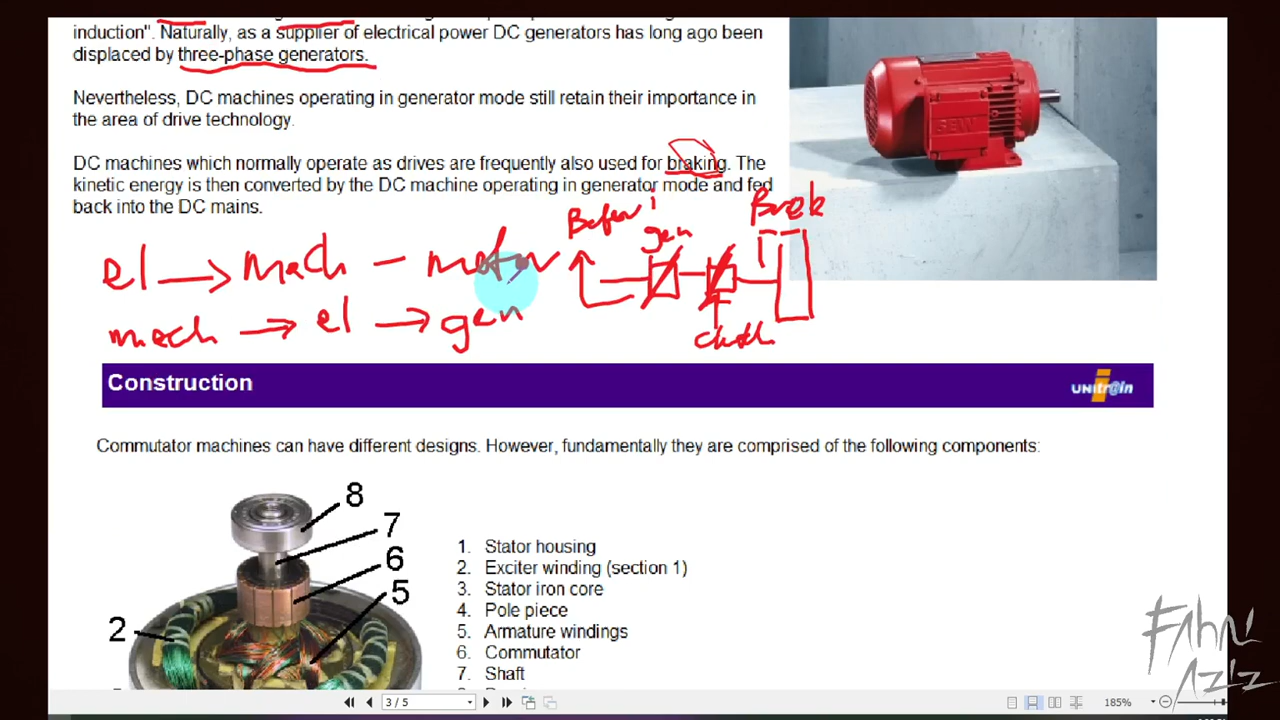 induction". Naturally, as a supplier of electrical power DC generators has long ago been
displaced by three-phase generators.
Nevertheless, DC machines operating in generator mode still retain their importance in
the area of drive technology.
DC machines which normally operate as drives are frequently also used for braking. The
kinetic energy is then converted by the DC machine operating in generator mode and fed
back into the DC mains.
SEW
gen
el → mech - motor
mech → el → gen
Construction
UNITr@in
Commutator machines can have different designs. However, fundamentally they are comprised of the following components:
8
7
6
5
2
1. Stator housing
2. Exciter winding (section 1)
3. Stator iron core
4. Pole piece
5. Armature windings
6. Commutator
7. Shaft
FAHMI
AZIZ
3 / 5
185%